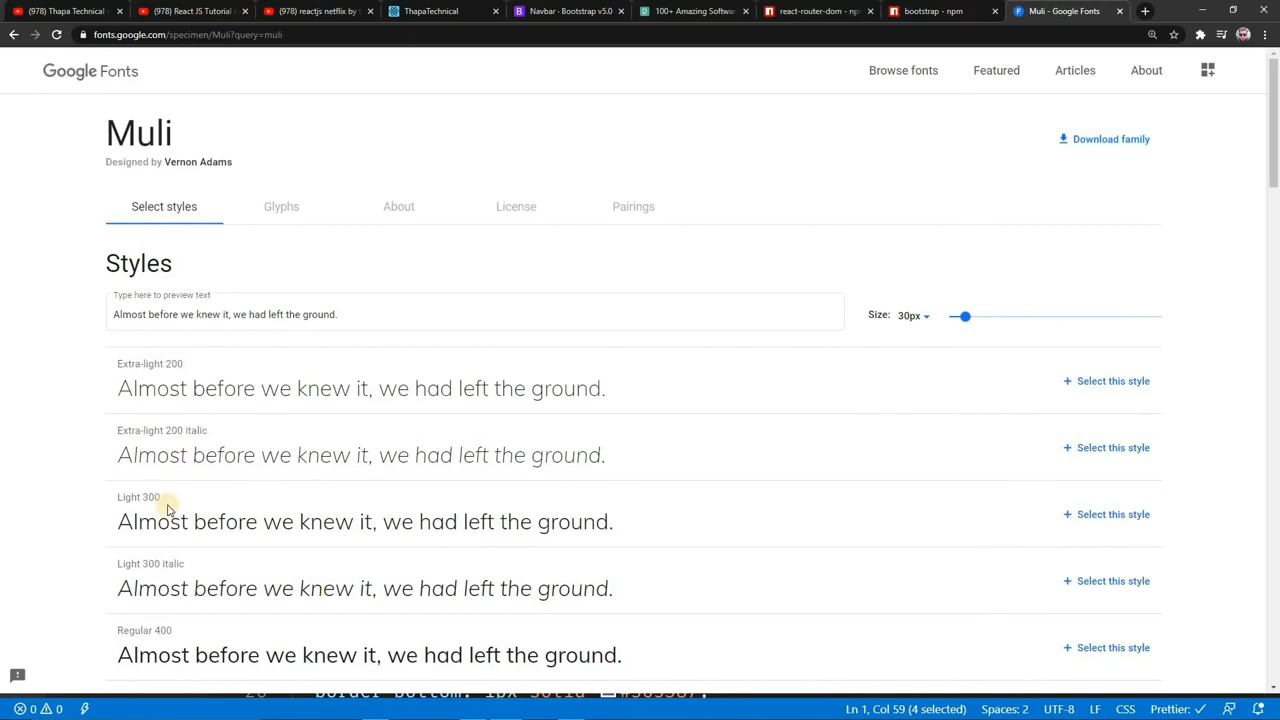 (978) Thapa Technical -
(978) React JS Tutorial
(978) reactjs netflix by t
ThapaTechnical
Navbar · Bootstrap v5.0
100+ Amazing Softwa
react-router-dom - np
bootstrap - npm
Muli - Google Fonts
fonts.google.com/specimen/Muli?query=muli
Google Fonts
Browse fonts
Featured
Articles
About
Muli
Designed by Vernon Adams
Download family
Select styles
Glyphs
About
License
Pairings
Styles
Type here to preview text
Almost before we knew it, we had left the ground.
Size: 30px
Extra-light 200
Almost before we knew it, we had left the ground.
+ Select this style
Extra-light 200 italic
Almost before we knew it, we had left the ground.
+ Select this style
Light 300
Almost before we knew it, we had left the ground.
+ Select this style
Light 300 italic
Almost before we knew it, we had left the ground.
+ Select this style
Regular 400
Almost before we knew it, we had left the ground.
+ Select this style
0 0
Ln 1, Col 59 (4 selected)
Spaces: 2
UTF-8
LF
CSS
Prettier: ✓